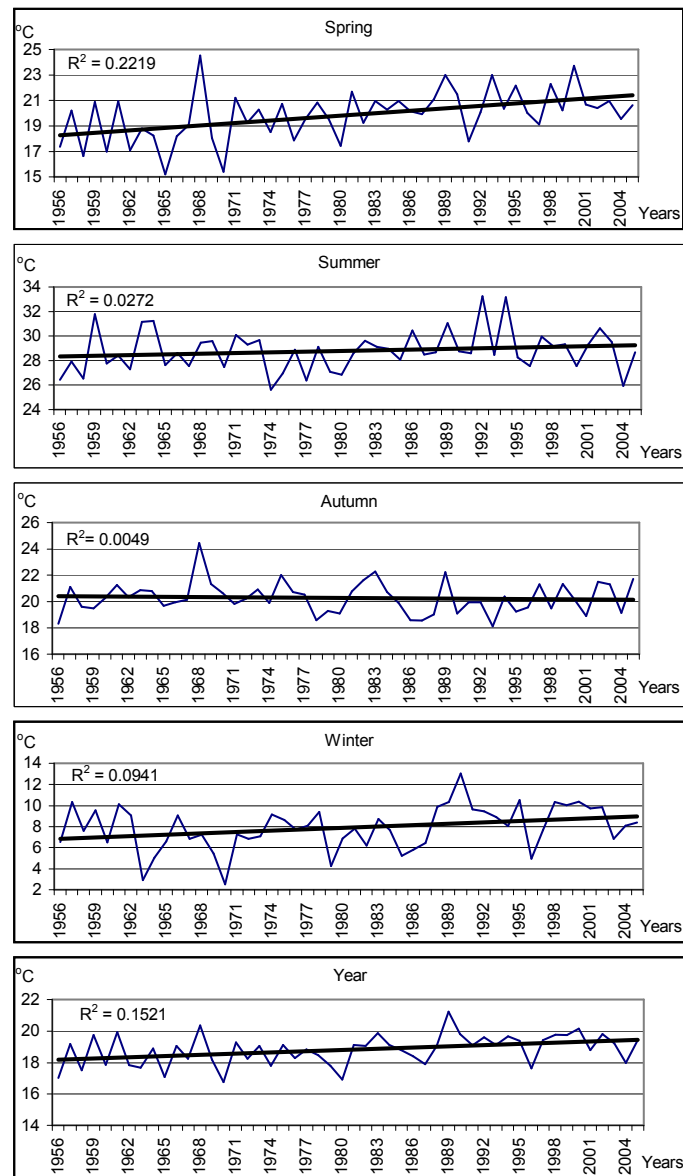 °C
Spring
R² = 0.2219
25
23
21
19
17
15
1956 1959 1962 1965 1968 1971 1974 1977 1980 1983 1986 1989 1992 1995 1998 2001 2004 Years
°C
Summer
R² = 0.0272
34
32
30
28
26
24
1956 1959 1962 1965 1968 1971 1974 1977 1980 1983 1986 1989 1992 1995 1998 2001 2004 Years
°C
Autumn
R²= 0.0049
26
24
22
20
18
16
1956 1959 1962 1965 1968 1971 1974 1977 1980 1983 1986 1989 1992 1995 1998 2001 2004 Years
°C
Winter
R² = 0.0941
14
12
10
8
6
4
2
1956 1959 1962 1965 1968 1971 1974 1977 1980 1983 1986 1989 1992 1995 1998 2001 2004 Years
°C
Year
R² = 0.1521
22
20
18
16
14
1956 1959 1962 1965 1968 1971 1974 1977 1980 1983 1986 1989 1992 1995 1998 2001 2004 Years